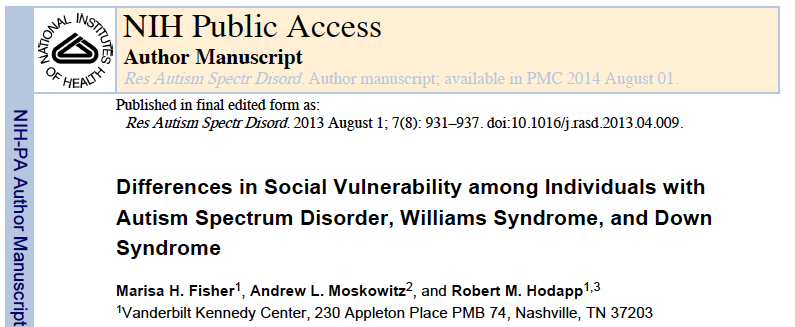 NATIONAL INSTITUTES OF HEALTH
NIH Public Access
Author Manuscript
Res Autism Spectr Disord. Author manuscript; available in PMC 2014 August 01.
NIH-PA Author Manuscript
Published in final edited form as:
Res Autism Spectr Disord. 2013 August 1; 7(8): 931–937. doi:10.1016/j.rasd.2013.04.009.
Differences in Social Vulnerability among Individuals with
Autism Spectrum Disorder, Williams Syndrome, and Down
Syndrome
Marisa H. Fisher1, Andrew L. Moskowitz2, and Robert M. Hodapp1,3
1Vanderbilt Kennedy Center, 230 Appleton Place PMB 74, Nashville, TN 37203